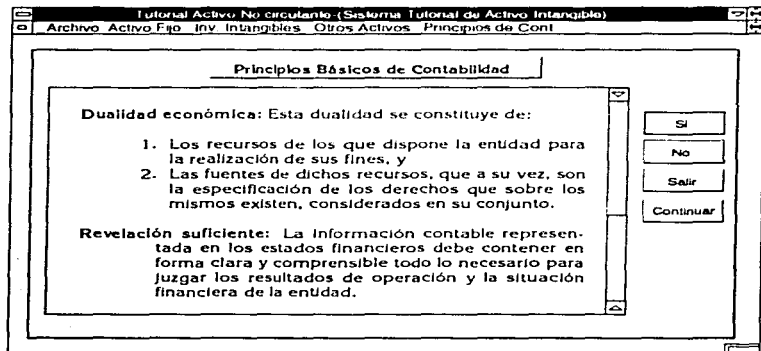 Tutorial Activo No circulante-(Sistema Tutorial de Activo Intangible)
Archivo Activo Fijo Inv. Intangibles Otros Activos Principios de Cont
Principios Básicos de Contabilidad
Dualidad económica: Esta dualidad se constituye de:
1. Los recursos de los que dispone la entidad para
la realización de sus fines, y
2. Las fuentes de dichos recursos, que a su vez, son
la especificación de los derechos que sobre los
mismos existen, considerados en su conjunto.
Revelación suficiente: La información contable represen-
tada en los estados financieros debe contener en
forma clara y comprensible todo lo necesario para
juzgar los resultados de operación y la situación
financiera de la entidad.
Si
No
Salir
Continuar